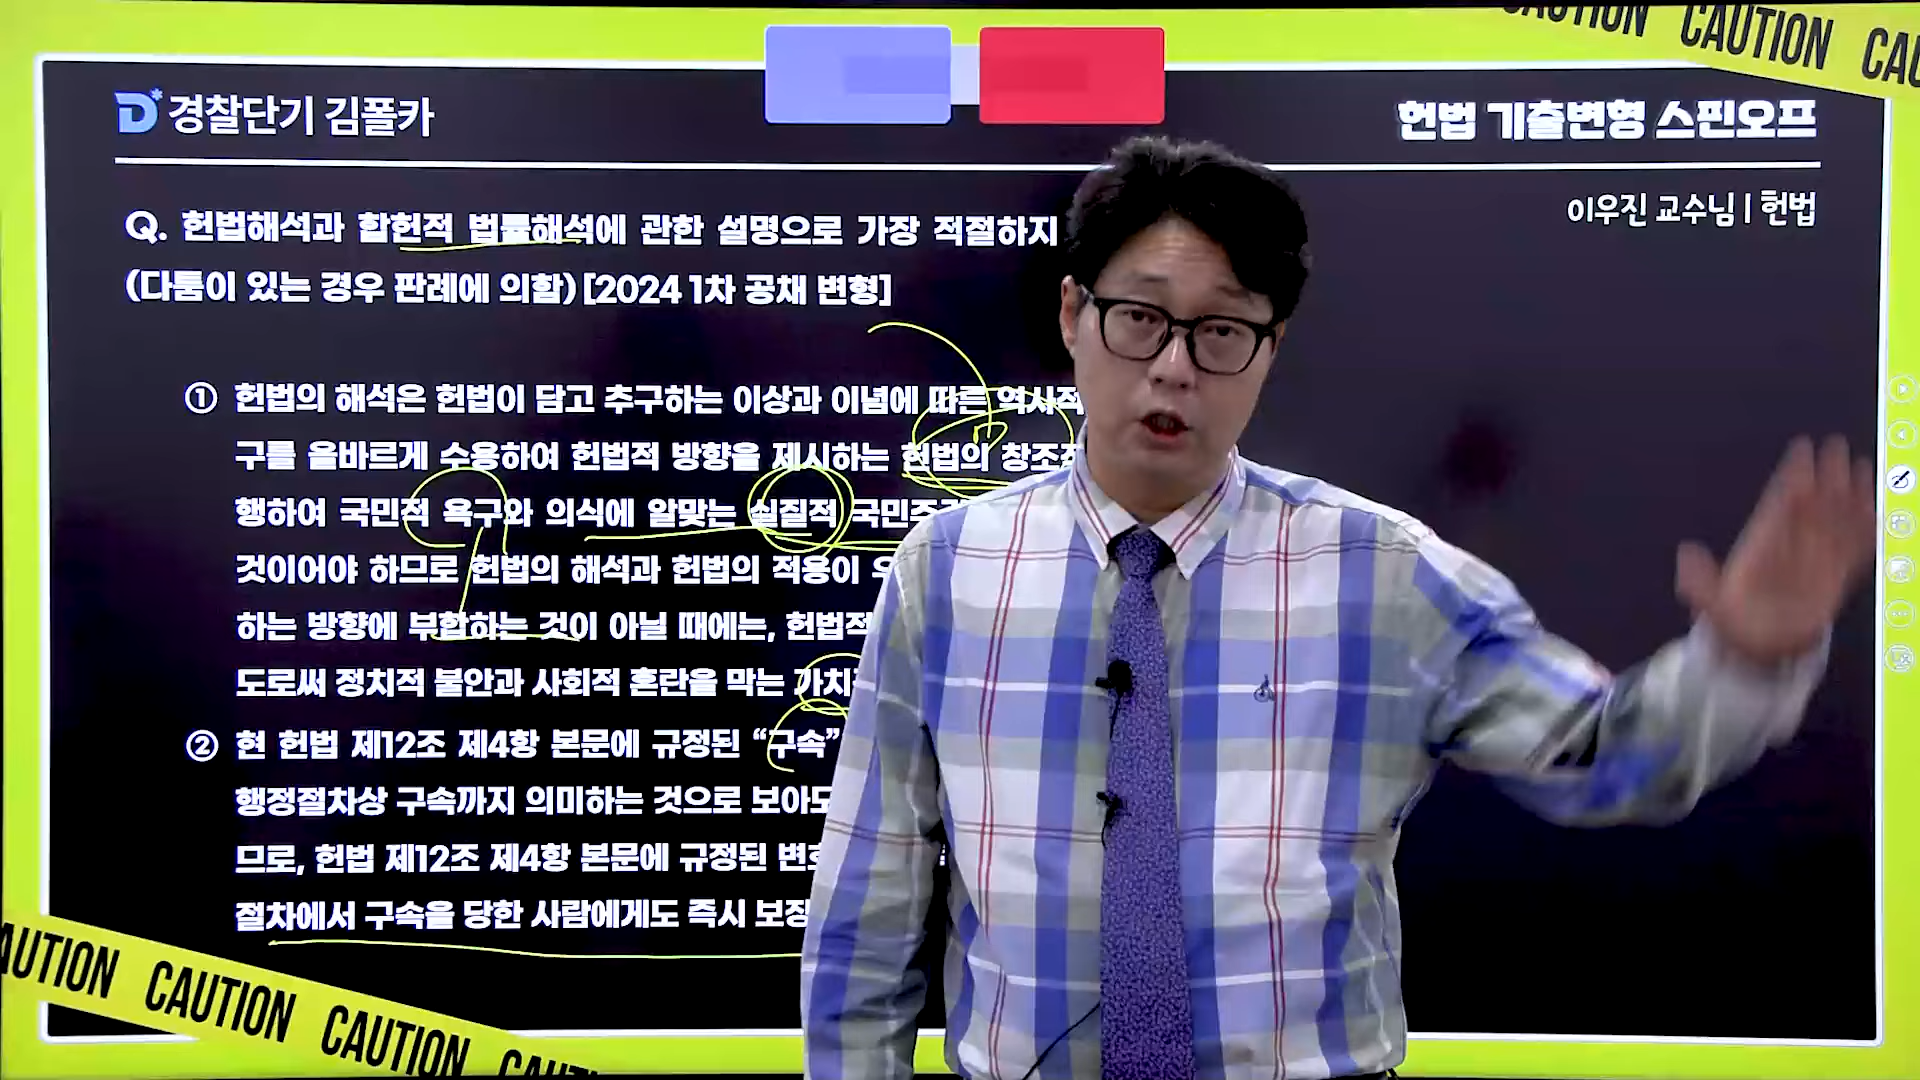 CAUTION CAUTION
경찰단기 김폴카
헌법 기출변형 스핀오프
이우진 교수님 | 헌법
Q. 헌법해석과 합헌적 법률해석에 관한 설명으로 가장 적절하지
(다툼이 있는 경우 판례에 의함) [2024 1차 공채 변형]
① 헌법의 해석은 헌법이 담고 추구하는 이상과 이념에 따른 역사적
구를 올바르게 수용하여 헌법적 방향을 제시하는 헌법의 창조적
행하여 국민적 욕구와 의식에 알맞는 실질적
것이어야 하므로 헌법의 해석과 헌법의 적용이
하는 방향에 부합하는 것이 아닐 때에는, 헌법적
도로써 정치적 불안과 사회적 혼란을 막는
② 현 헌법 제12조 제4항 본문에 규정된 “구속”
행정절차상 구속까지 의미하는 것으로
므로, 헌법 제12조 제4항 본문에 규정된
절차에서 구속을 당한 사람에게도 즉시
CAUTION CAUTION